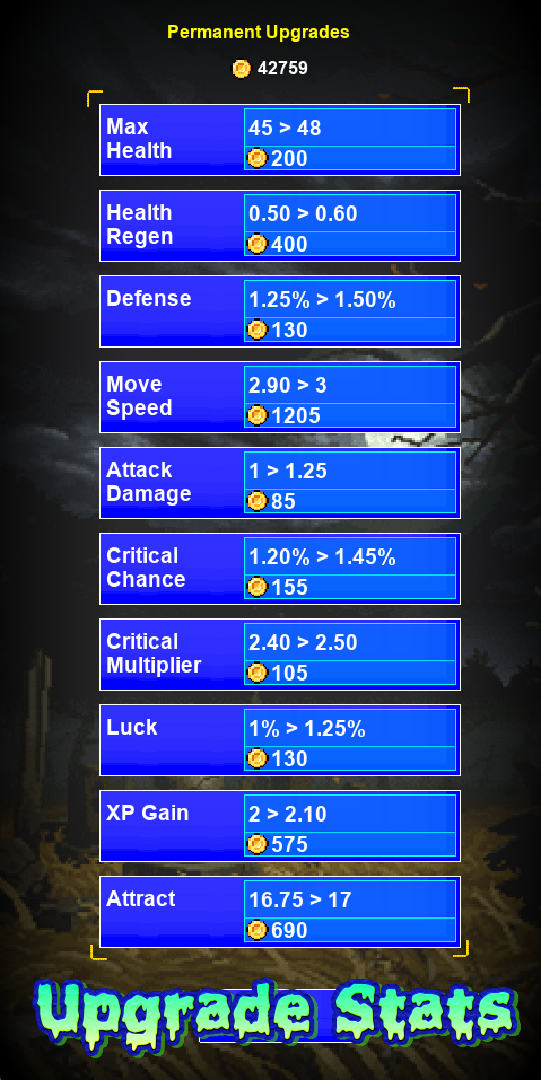 Permanent Upgrades
42759
Max
Health
45 > 48
200
Health
Regen
0.50 > 0.60
400
Defense
1.25% > 1.50%
130
Move
Speed
2.90 > 3
1205
Attack
Damage
1 > 1.25
85
Critical
Chance
1.20% > 1.45%
155
Critical
Multiplier
2.40 > 2.50
105
Luck
1% > 1.25%
130
XP Gain
2 > 2.10
575
Attract
16.75 > 17
690
Upgrade Stats